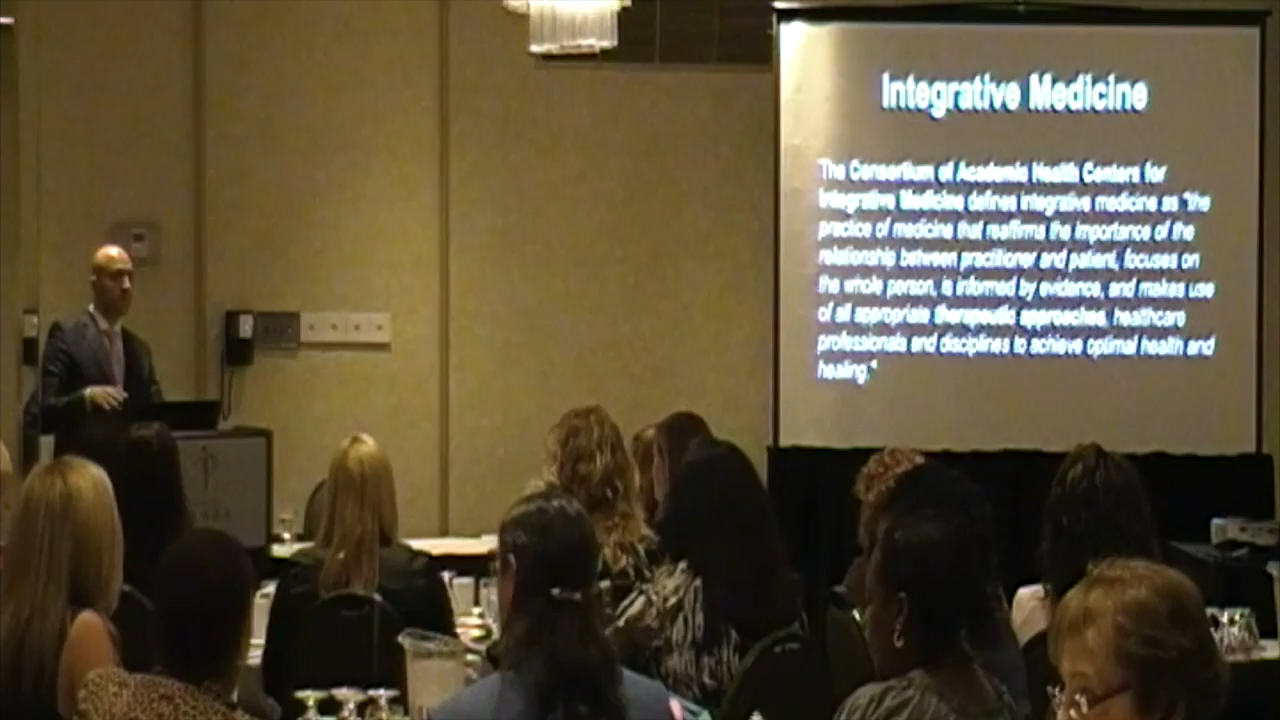 Integrative Medicine
The Consortium of Academic Health Centers for
Integrative Medicine defines integrative medicine as "the
practice of medicine that reaffirms the importance of the
relationship between practitioner and patient, focuses on
the whole person, is informed by evidence, and makes use
of all appropriate therapeutic approaches, healthcare
professionals and disciplines to achieve optimal health and
healing."